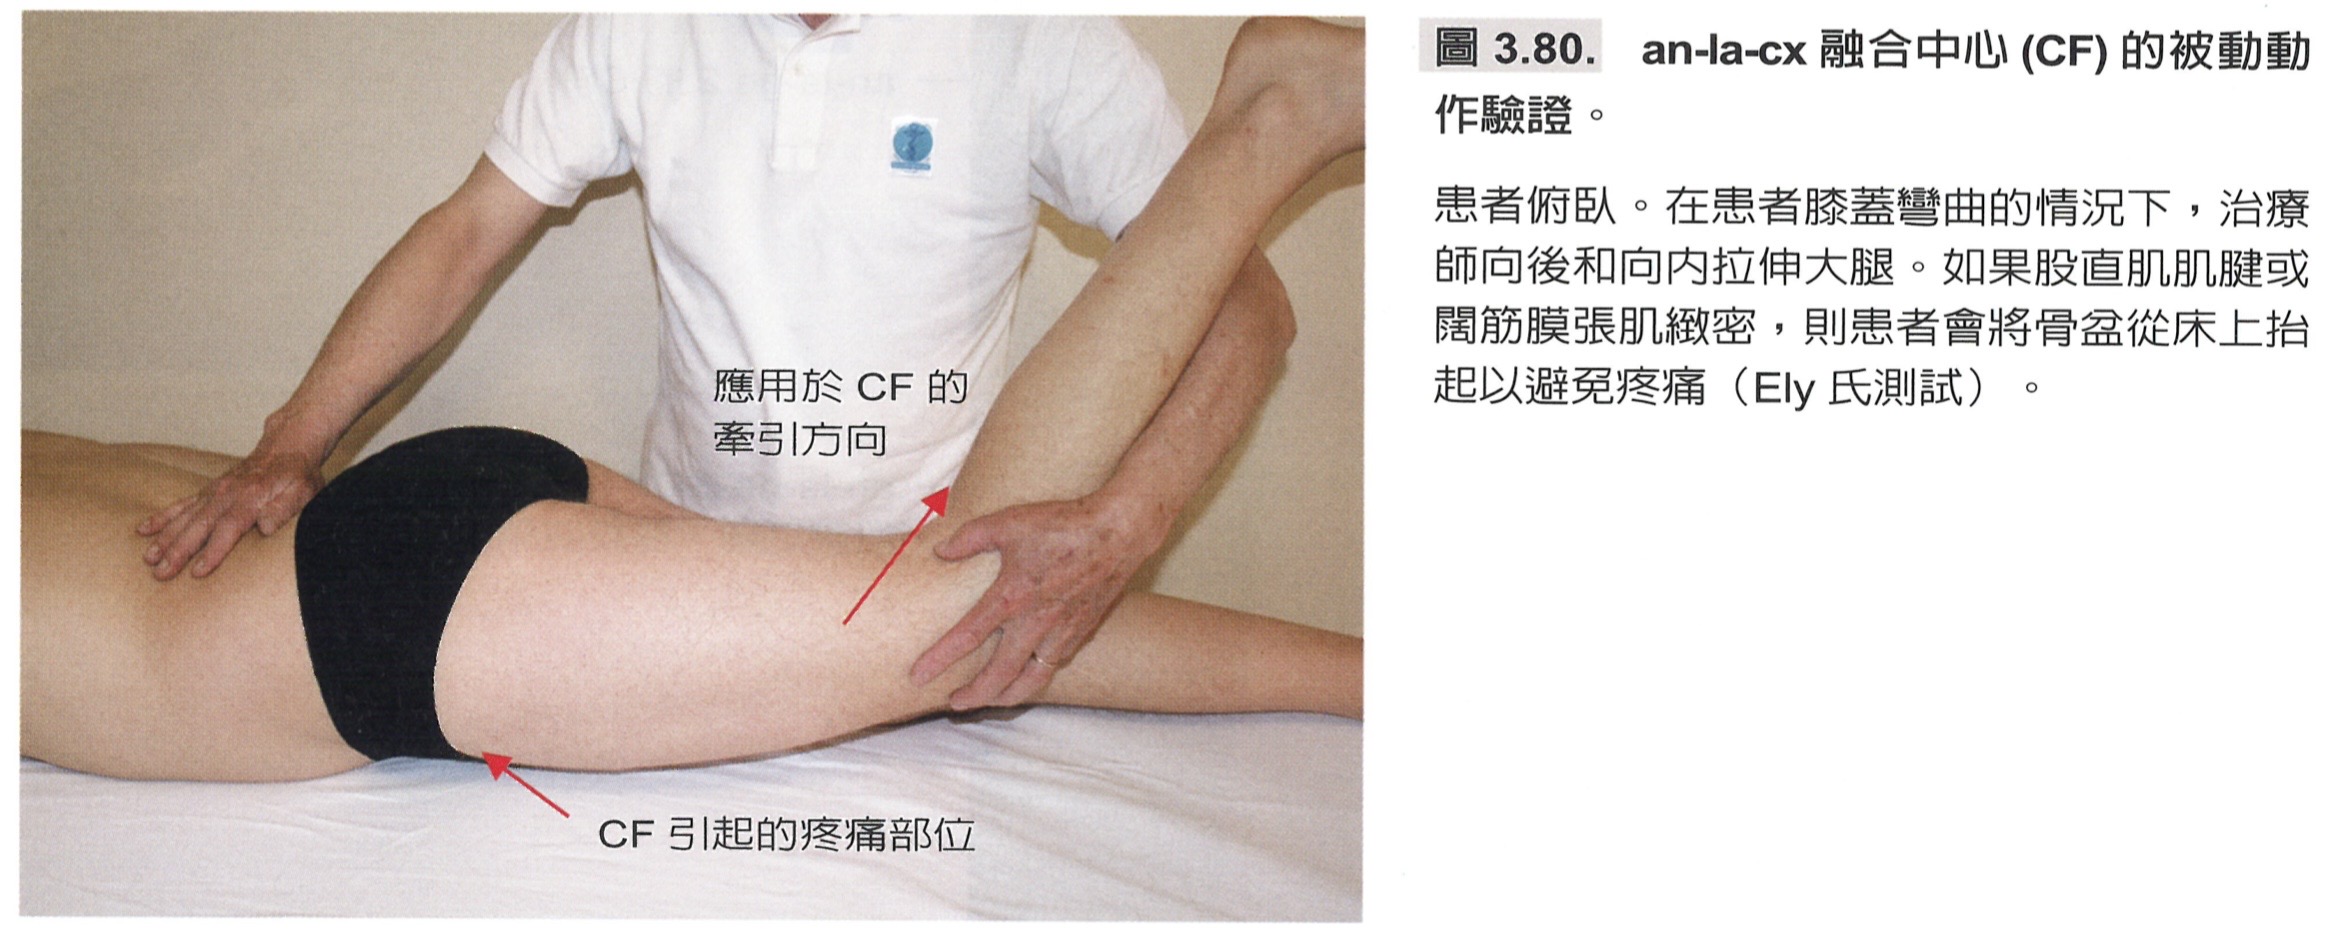 圖 3.80. an-la-cx 融合中心 (CF) 的被動動
作驗證。
患者俯臥。在患者膝蓋彎曲的情況下，治療
師向後和向內拉伸大腿。如果股直肌肌腱或
闊筋膜張肌緻密，則患者會將骨盆從床上抬
起以避免疼痛（Ely 氏測試）。
應用於 CF 的
牽引方向
CF 引起的疼痛部位